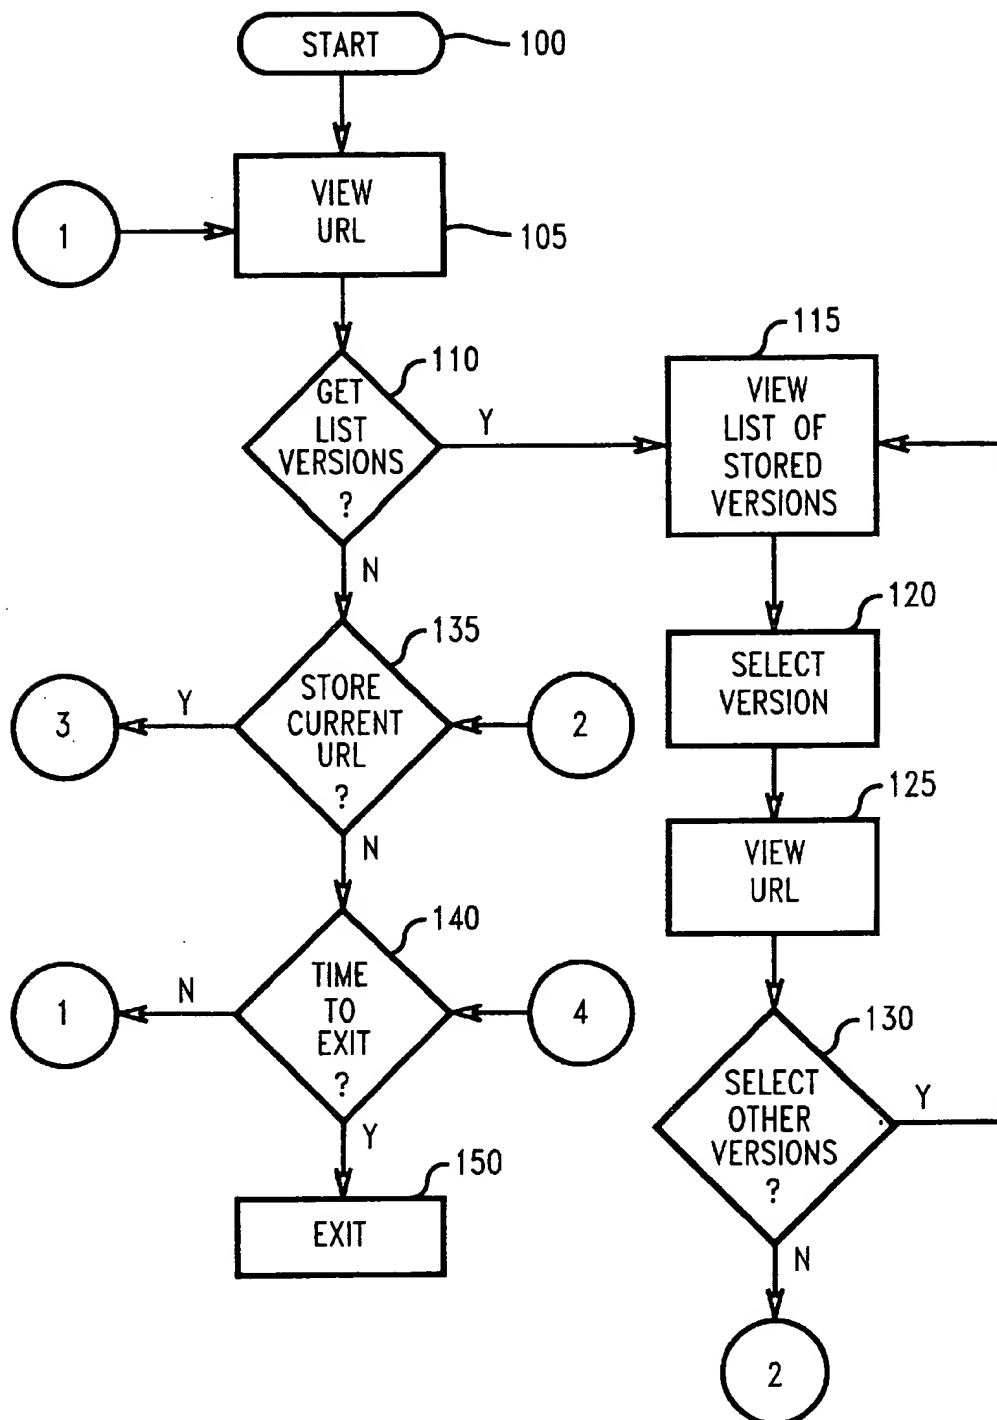 START
100
VIEW
URL
105
1
110
GET
LIST
VERSIONS
?
Y
N
115
VIEW
LIST OF
STORED
VERSIONS
120
SELECT
VERSION
125
VIEW
URL
130
SELECT
OTHER
VERSIONS
?
Y
N
2
135
STORE
CURRENT
URL
?
Y
3
2
N
140
TIME
TO
EXIT
?
N
1
4
Y
150
EXIT